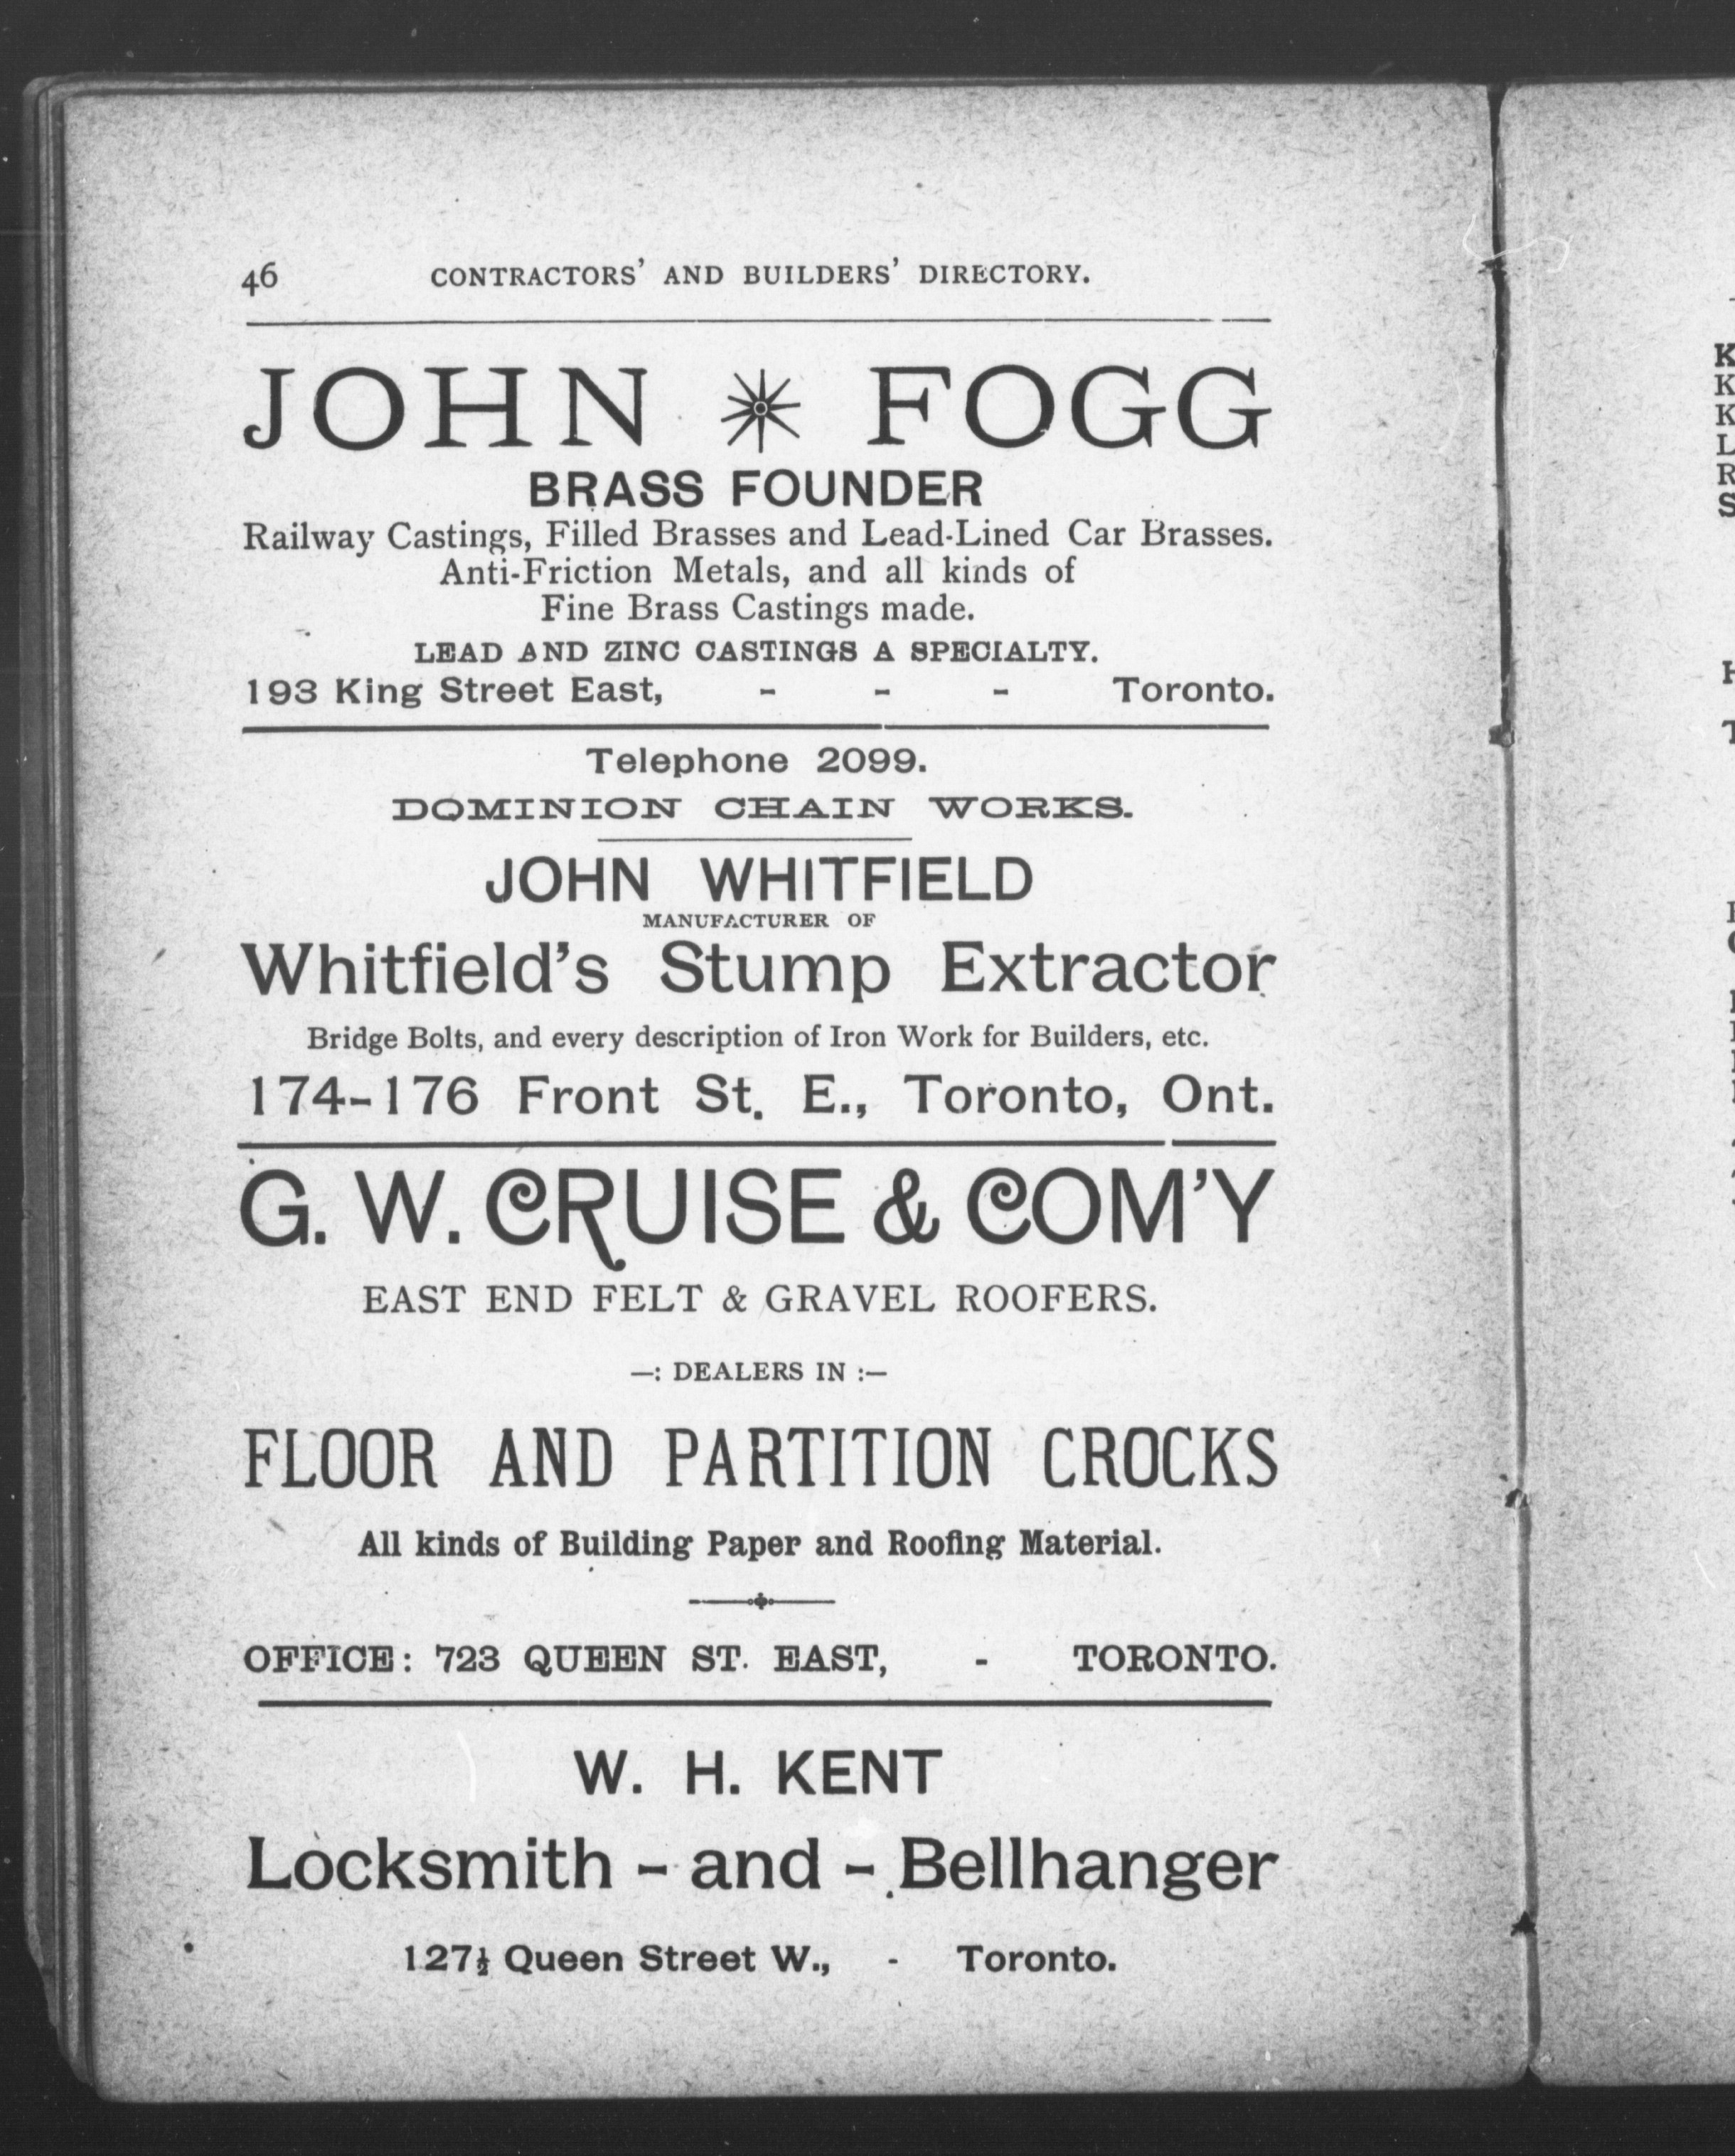 46 CONTRACTORS' AND BUILDERS' DIRECTORY.
JOHN FOGG
BRASS FOUNDER
Railway Castings, Filled Brasses and Lead-Lined Car Brasses.
Anti-Friction Metals, and all kinds of
Fine Brass Castings made.
LEAD AND ZINC CASTINGS A SPECIALTY.
193 King Street East, - - - Toronto.
Telephone 2099.
DOMINION CHAIN WORKS.
JOHN WHITFIELD
MANUFACTURER OF
Whitfield's Stump Extractor
Bridge Bolts, and every description of Iron Work for Builders, etc.
174-176 Front St. E., Toronto, Ont.
G. W. CRUISE & COM'Y
EAST END FELT & GRAVEL ROOFERS.
—: DEALERS IN :—
FLOOR AND PARTITION CROCKS
All kinds of Building Paper and Roofing Material.
OFFICE: 723 QUEEN ST. EAST, - TORONTO.
W. H. KENT
Locksmith - and - Bellhanger
127½ Queen Street W., - Toronto.